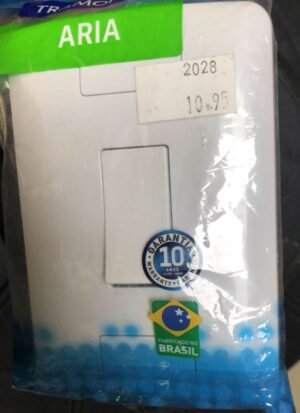 ARIA
2028
10.95
GARANTIA
10
ANOS
WARRANTY
FABRICADO NO
BRASIL